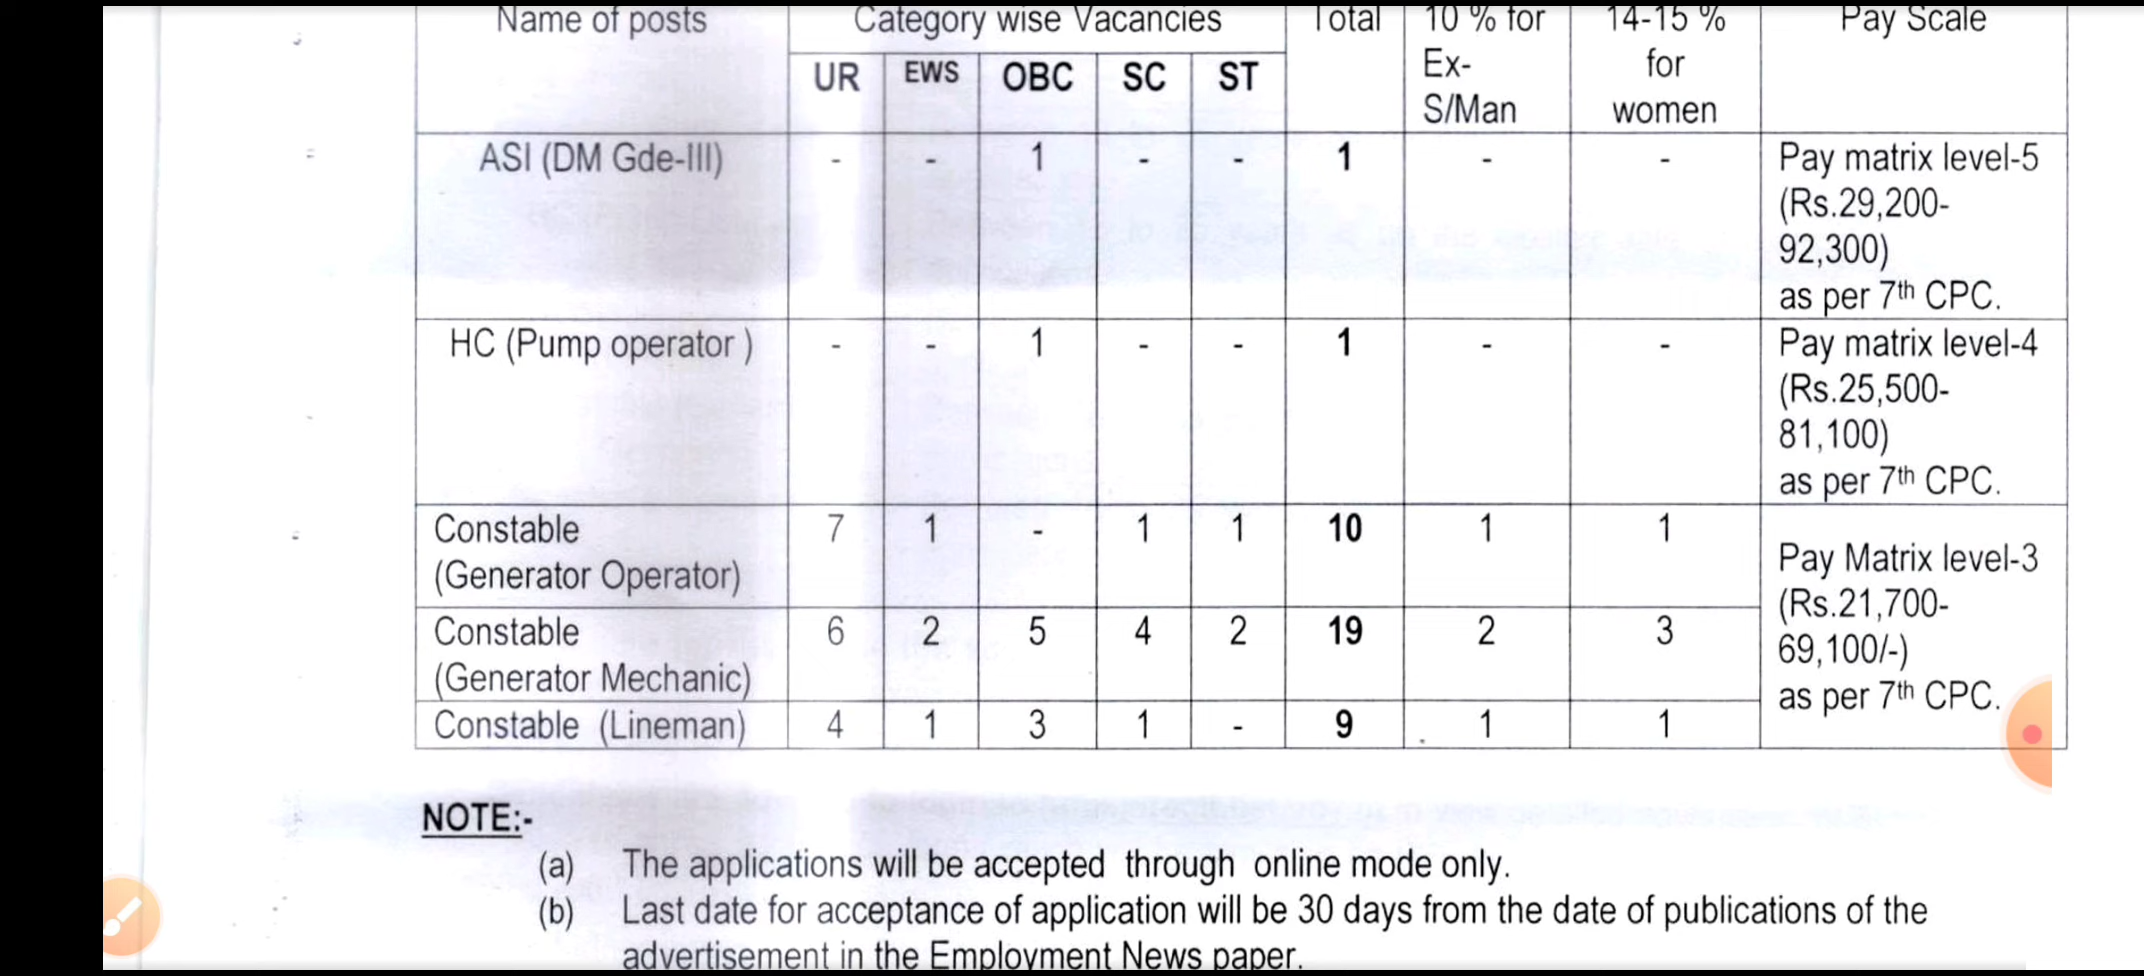 Name of posts Category wise Vacancies Total 10 % for 14-15 % Pay Scale
UR EWS OBC SC ST Ex- for
S/Man women
ASI (DM Gde-III) - - 1 - - 1 - - Pay matrix level-5
(Rs.29,200-
92,300)
as per 7th CPC.
HC (Pump operator ) - - 1 - - 1 - - Pay matrix level-4
(Rs.25,500-
81,100)
as per 7th CPC.
Constable 7 1 - 1 1 10 1 1
(Generator Operator)
Constable 6 2 5 4 2 19 2 3
(Generator Mechanic)
Constable (Lineman) 4 1 3 1 - 9 1 1
Pay Matrix level-3
(Rs.21,700-
69,100/-)
as per 7th CPC.
NOTE:-
(a) The applications will be accepted through online mode only.
(b) Last date for acceptance of application will be 30 days from the date of publications of the
advertisement in the Employment News paper.